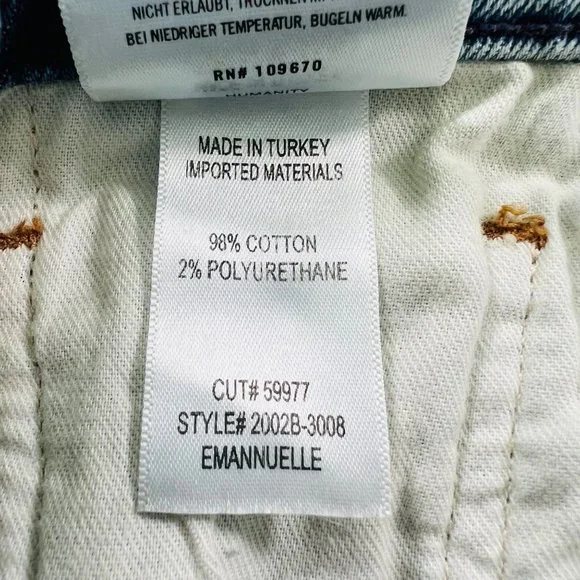 NICHT ERLAUBT, TROCKNEN
BEI NIEDRIGER TEMPERATUR, BUGELN WARM.
RN# 109670
HUMANITY
MADE IN TURKEY
IMPORTED MATERIALS
98% COTTON
2% POLYURETHANE
CUT# 59977
STYLE# 2002B-3008
EMANNUELLE